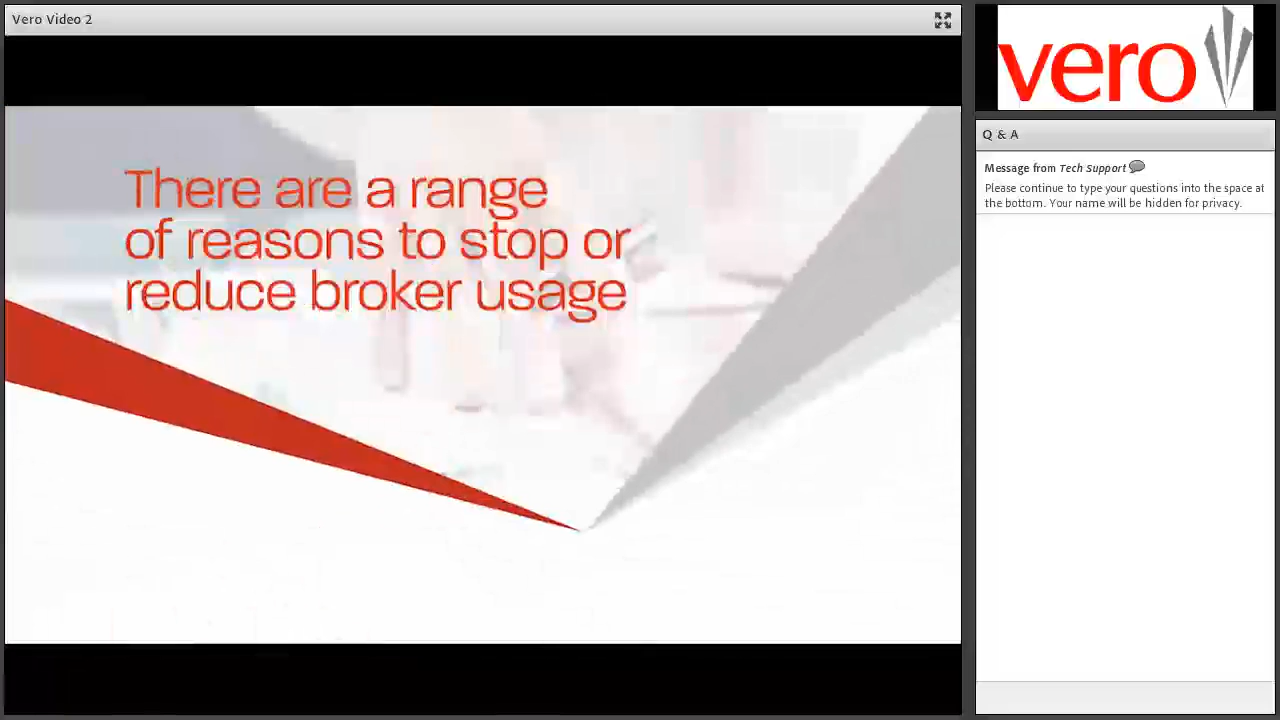 Vero Video 2
There are a range
of reasons to stop or
reduce broker usage
vero
Q & A
Message from Tech Support
Please continue to type your questions into the space at
the bottom. Your name will be hidden for privacy.